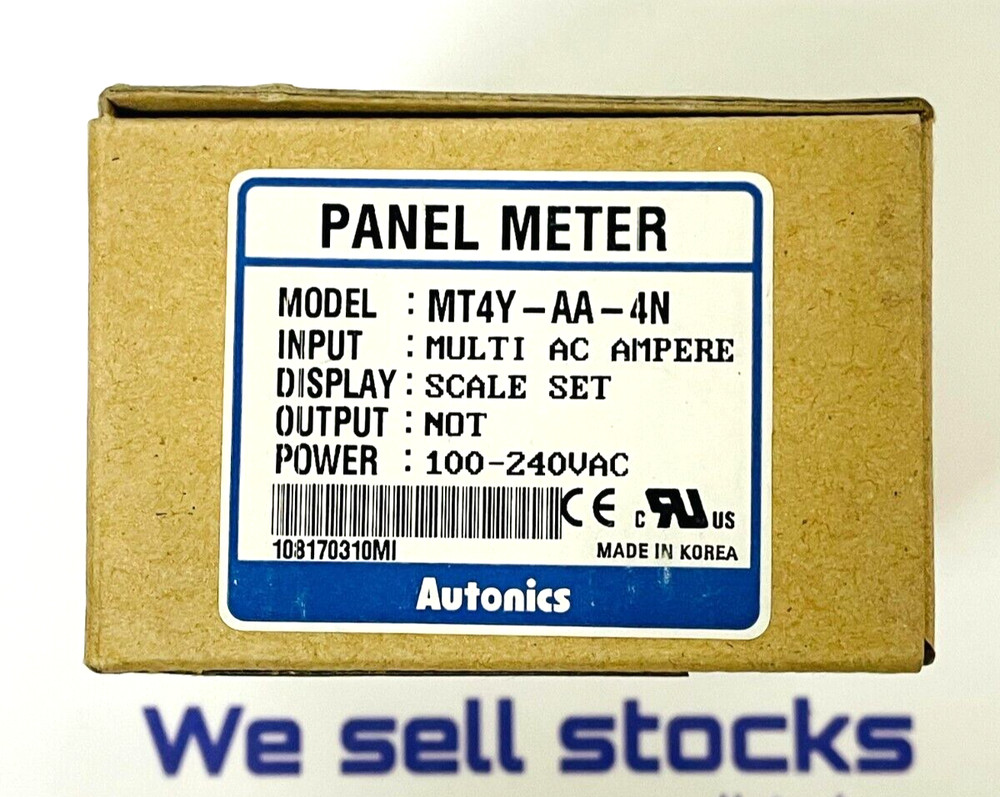 PANEL METER
MODEL : MT4Y-AA-4N
INPUT : MULTI AC AMPERE
DISPLAY : SCALE SET
OUTPUT : NOT
POWER : 100-240VAC
CE c RU US
108170310MI MADE IN KOREA
Autonics
We sell stocks